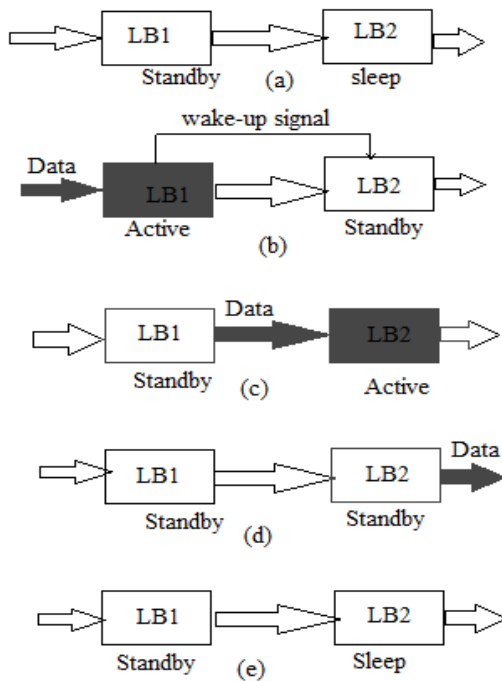 LB1 LB2
Standby (a) sleep
wake-up signal
Data
LB1 LB2
Active Standby
(b)
Data
LB1 LB2
Standby (c) Active
Data
LB1 LB2
Standby Standby
(d)
LB1 LB2
Standby (e) Sleep